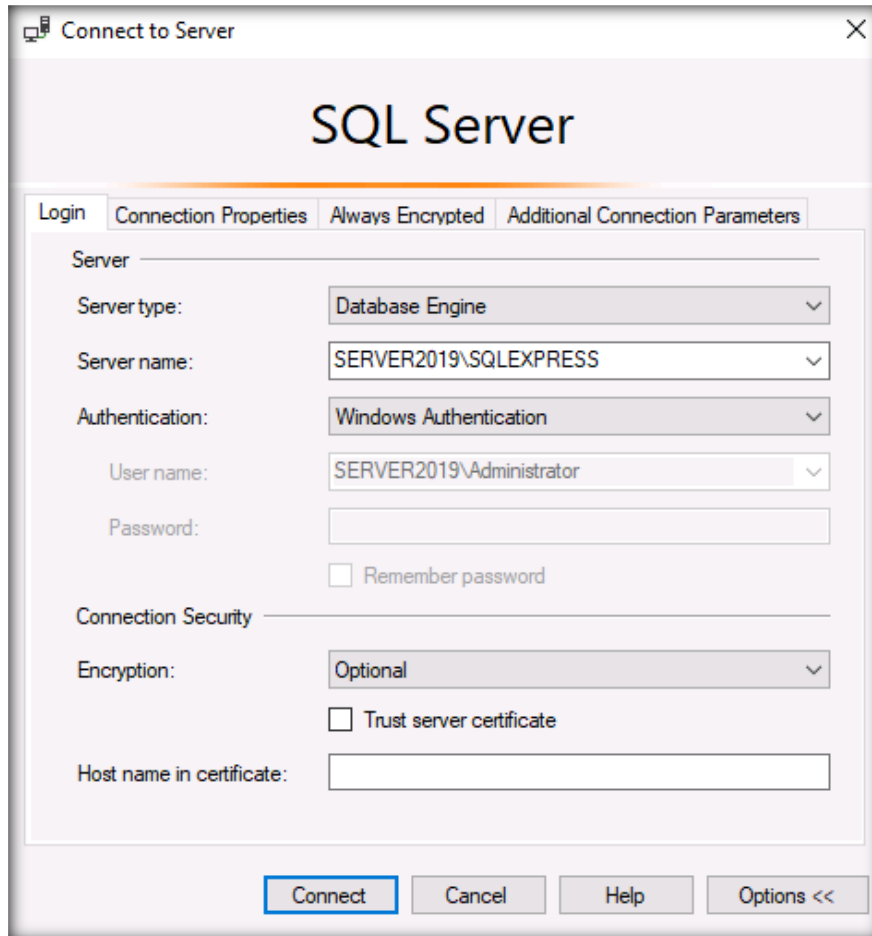 Connect to Server
SQL Server
Login Connection Properties Always Encrypted Additional Connection Parameters
Server
Server type: Database Engine
Server name: SERVER2019\SQLEXPRESS
Authentication: Windows Authentication
User name: SERVER2019\Administrator
Password:
Remember password
Connection Security
Encryption: Optional
Trust server certificate
Host name in certificate:
Connect Cancel Help Options <<